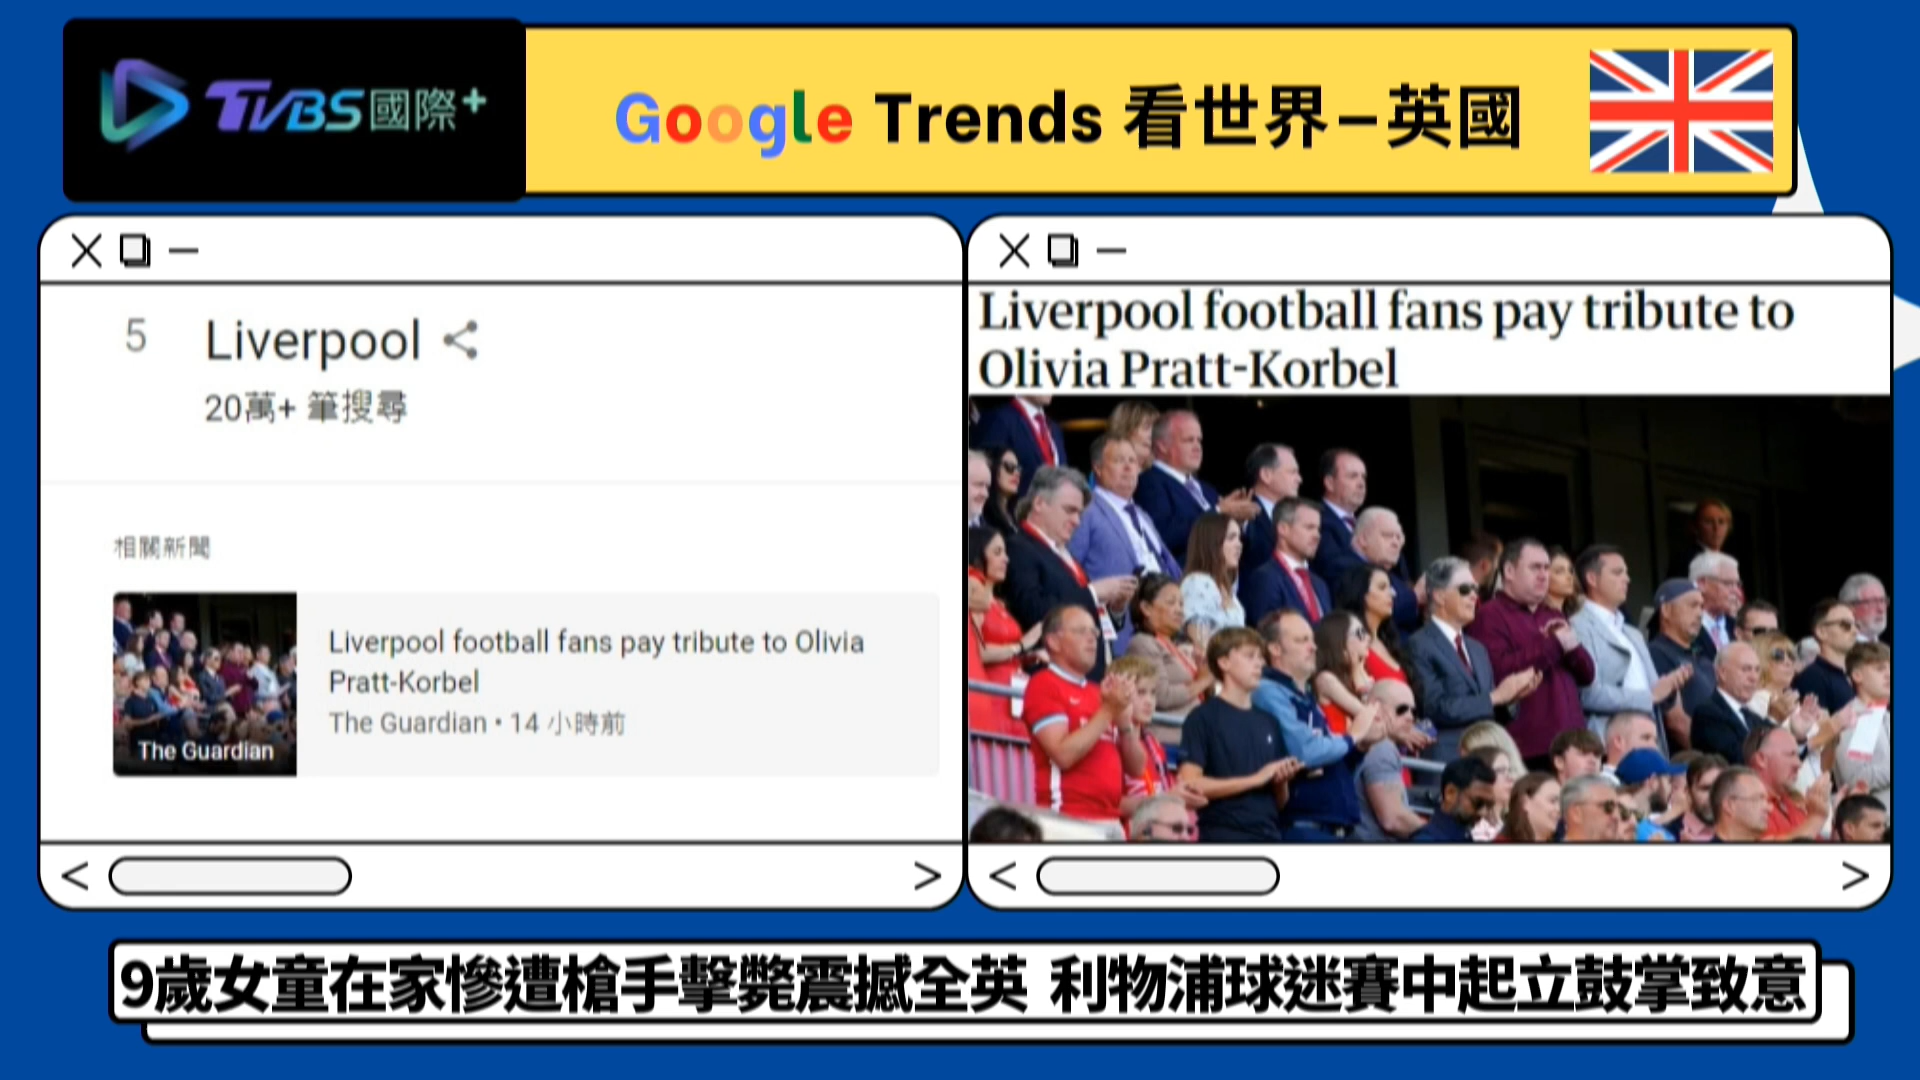 TVBS國際+
Google Trends 看世界-英國
5 Liverpool
20萬+ 筆搜尋
相關新聞
The Guardian
Liverpool football fans pay tribute to Olivia
Pratt-Korbel
The Guardian • 14 小時前
Liverpool football fans pay tribute to
Olivia Pratt-Korbel
9歲女童在家慘遭槍手擊斃震撼全英 利物浦球迷賽中起立鼓掌致意